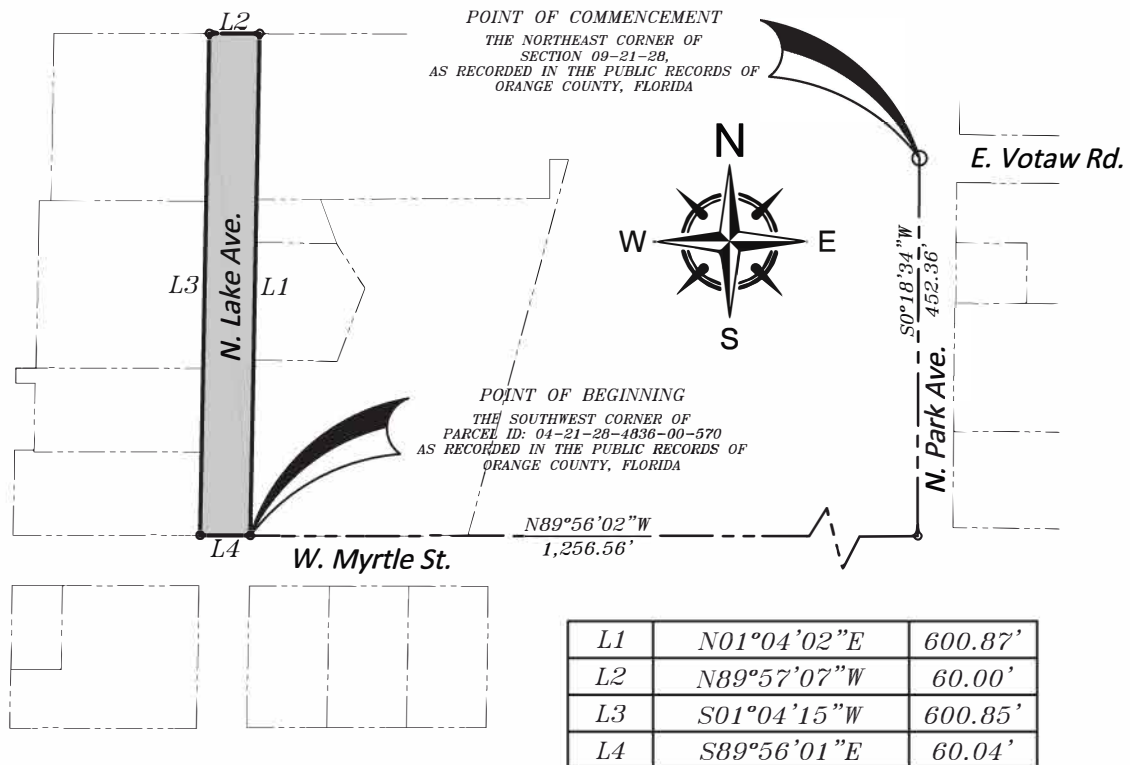 L2
POINT OF COMMENCEMENT
THE NORTHEAST CORNER OF
SECTION 09-21-28,
AS RECORDED IN THE PUBLIC RECORDS OF
ORANGE COUNTY, FLORIDA
N
W
E
S
E. Votaw Rd.
S0°18'34"W
452.36'
N. Park Ave.
L3
N. Lake Ave.
L1
POINT OF BEGINNING
THE SOUTHWEST CORNER OF
PARCEL ID: 04-21-28-4836-00-570
AS RECORDED IN THE PUBLIC RECORDS OF
ORANGE COUNTY, FLORIDA
N89°56'02"W
1,256.56'
L4
W. Myrtle St.
L1 N01°04'02"E 600.87'
L2 N89°57'07"W 60.00'
L3 S01°04'15"W 600.85'
L4 S89°56'01"E 60.04'